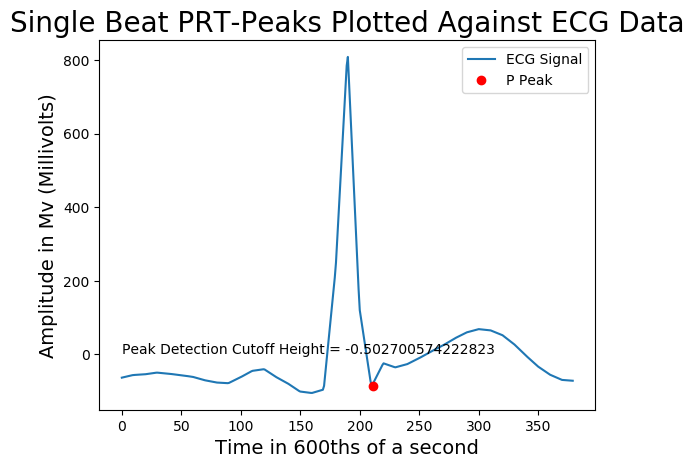 Single Beat PRT-Peaks Plotted Against ECG Data
ECG Signal
P Peak
800
600
400
200
0
Amplitude in Mv (Millivolts)
Peak Detection Cutoff Height = -0.502700574222823
0 50 100 150 200 250 300 350
Time in 600ths of a second